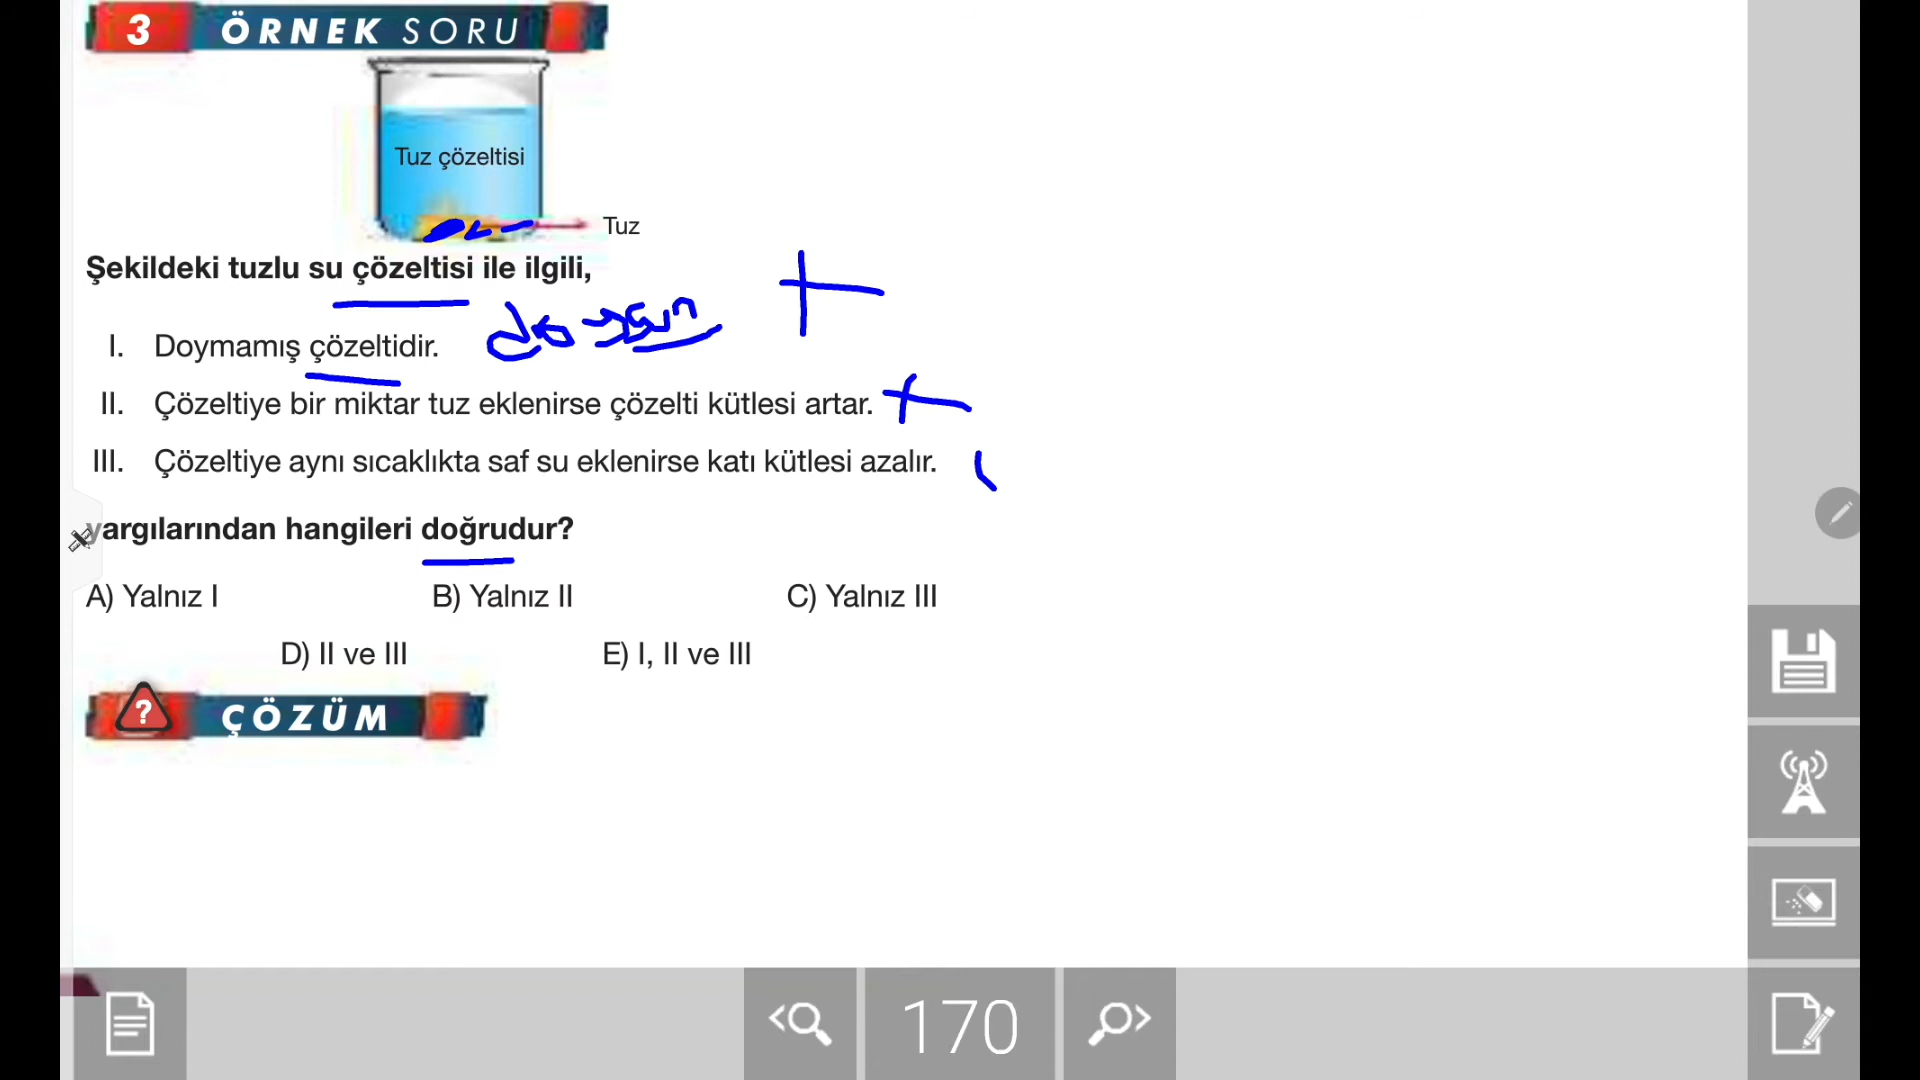 3 ÖRNEK SORU
Tuz çözeltisi
Tuz
Şekildeki tuzlu su çözeltisi ile ilgili,
doygun
I. Doymamış çözeltidir.
II. Çözeltiye bir miktar tuz eklenirse çözelti kütlesi artar.
III. Çözeltiye aynı sıcaklıkta saf su eklenirse katı kütlesi azalır.
yargılarından hangileri doğrudur?
A) Yalnız I B) Yalnız II C) Yalnız III
D) II ve III E) I, II ve III
? ÇÖZÜM
170